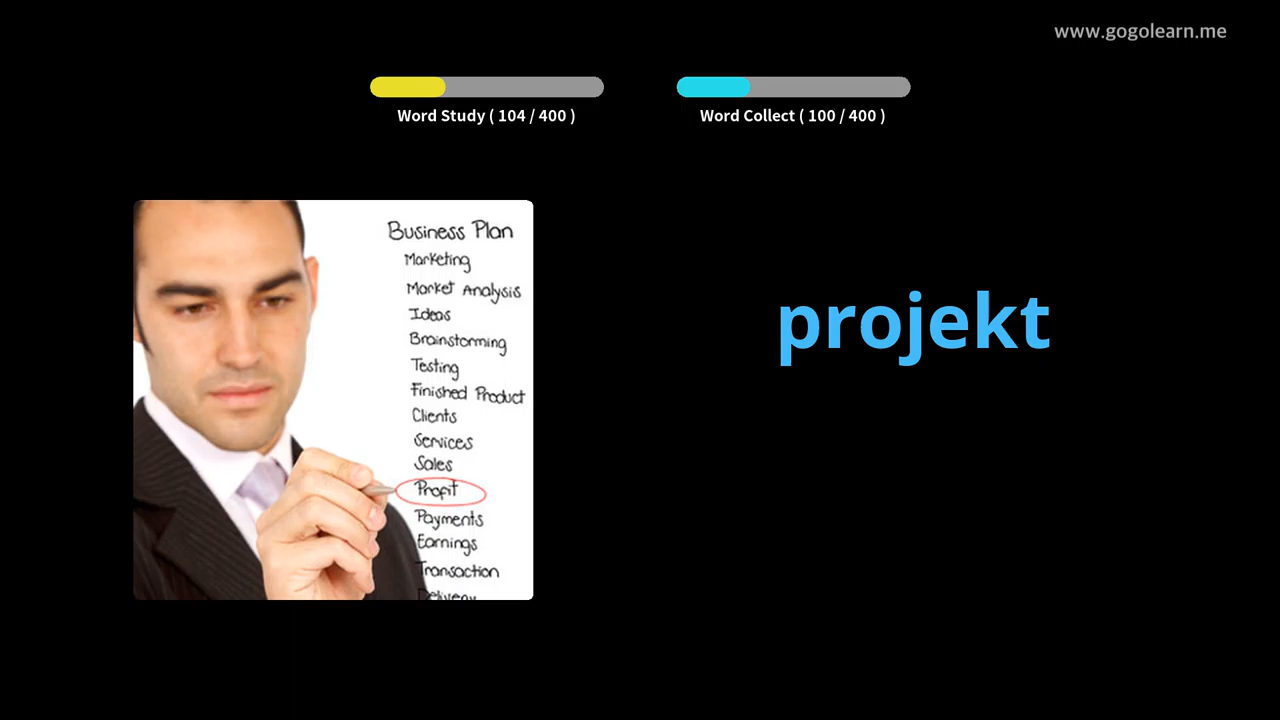 www.gogolearn.me
Word Study ( 104 / 400 )
Word Collect ( 100 / 400 )
Business Plan
Marketing
Market Analysis
Ideas
Brainstorming
Testing
Finished Product
Clients
Services
Sales
Profit
Payments
Earnings
Transaction
Delivery
projekt